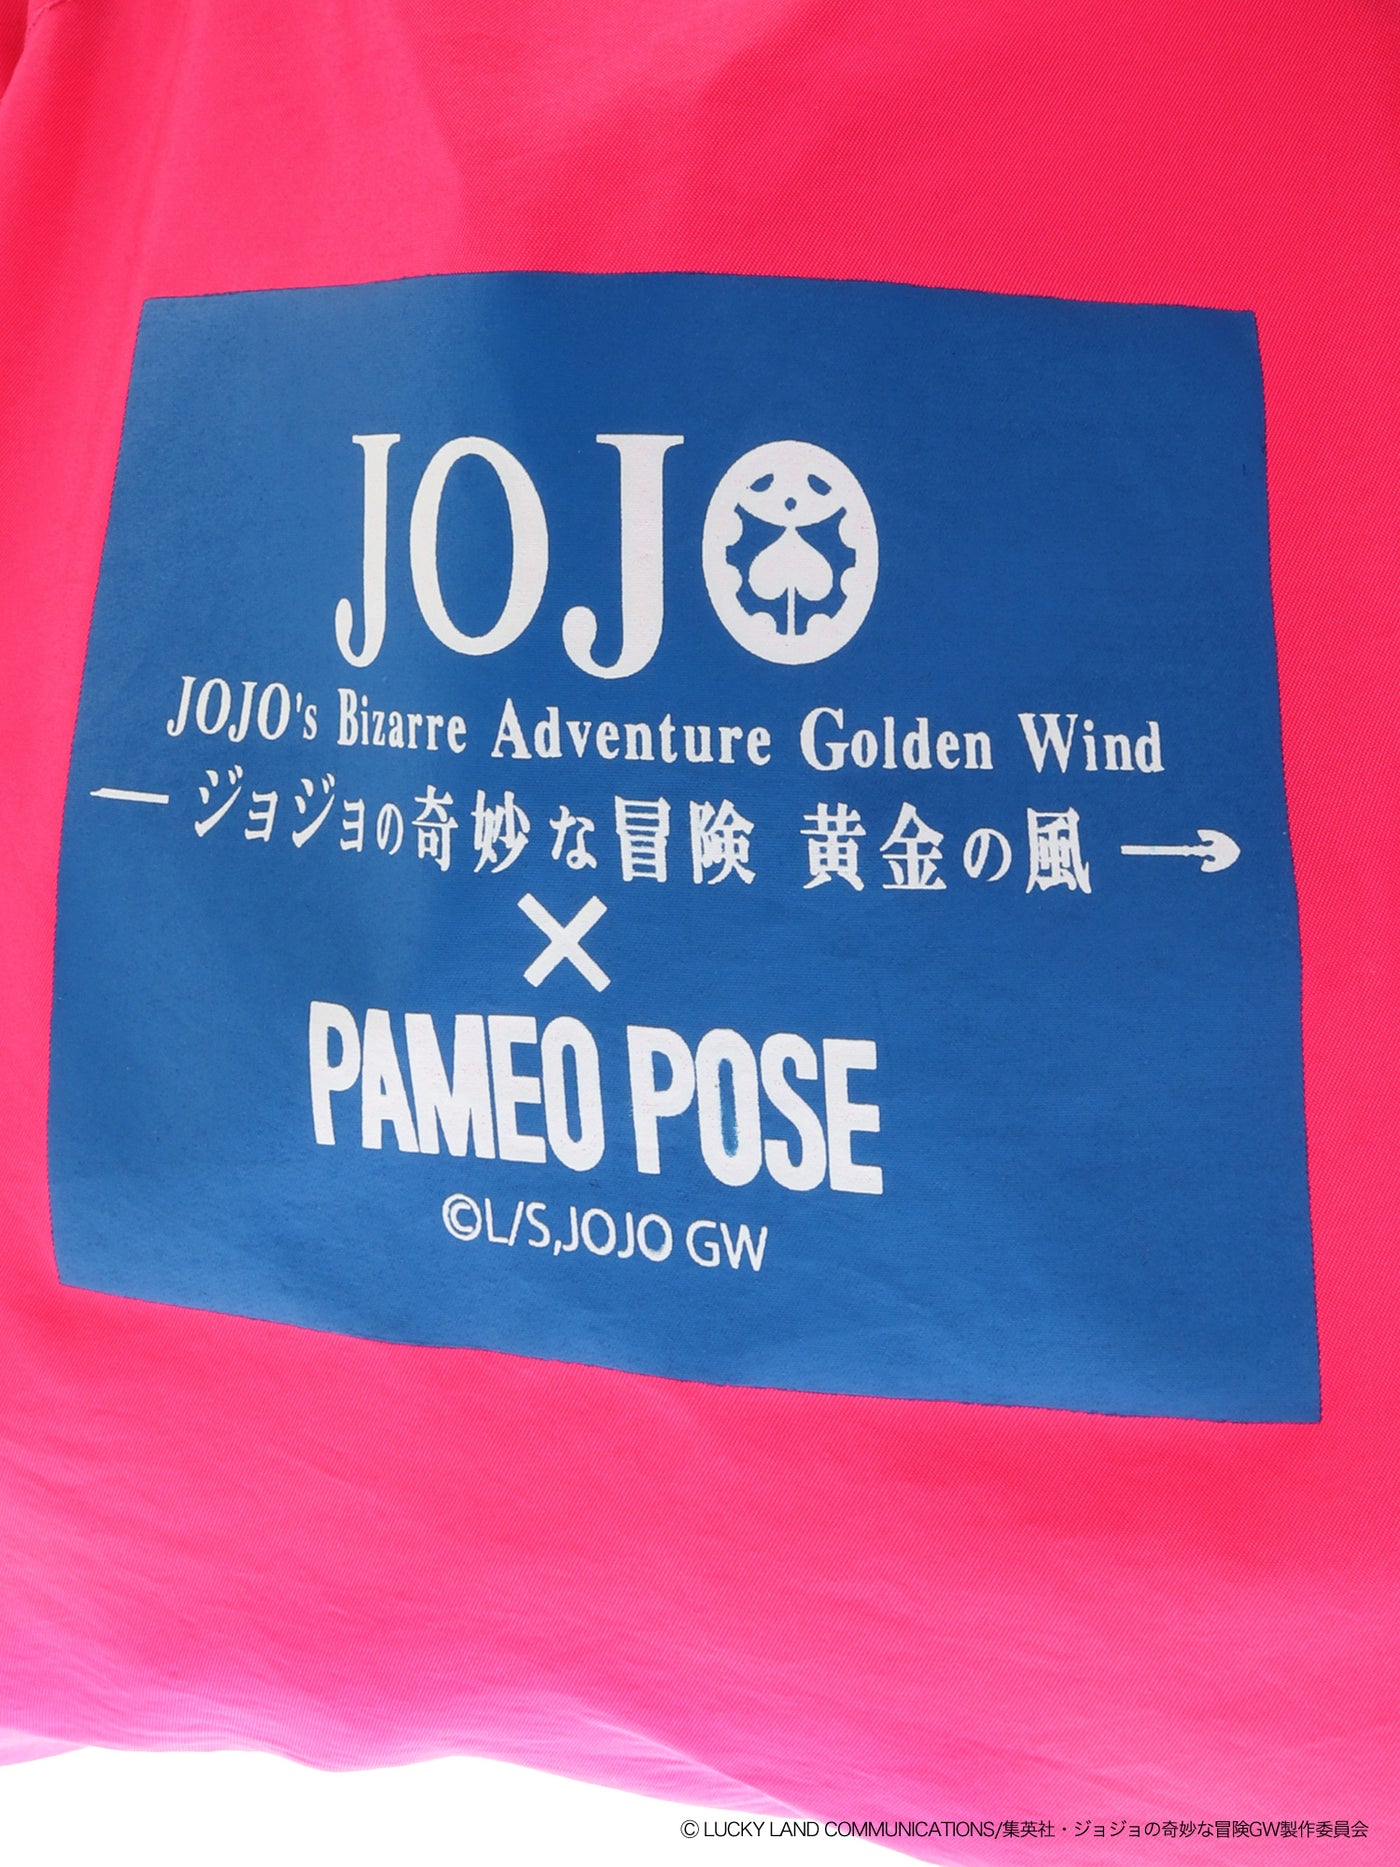 JOJO
JOJO's Bizarre Adventure Golden Wind
ジョジョの奇妙な冒険 黄金の風
×
PAMEO POSE
©L/S,JOJO GW
© LUCKY LAND COMMUNICATIONS/集英社・ジョジョの奇妙な冒険GW製作委員会